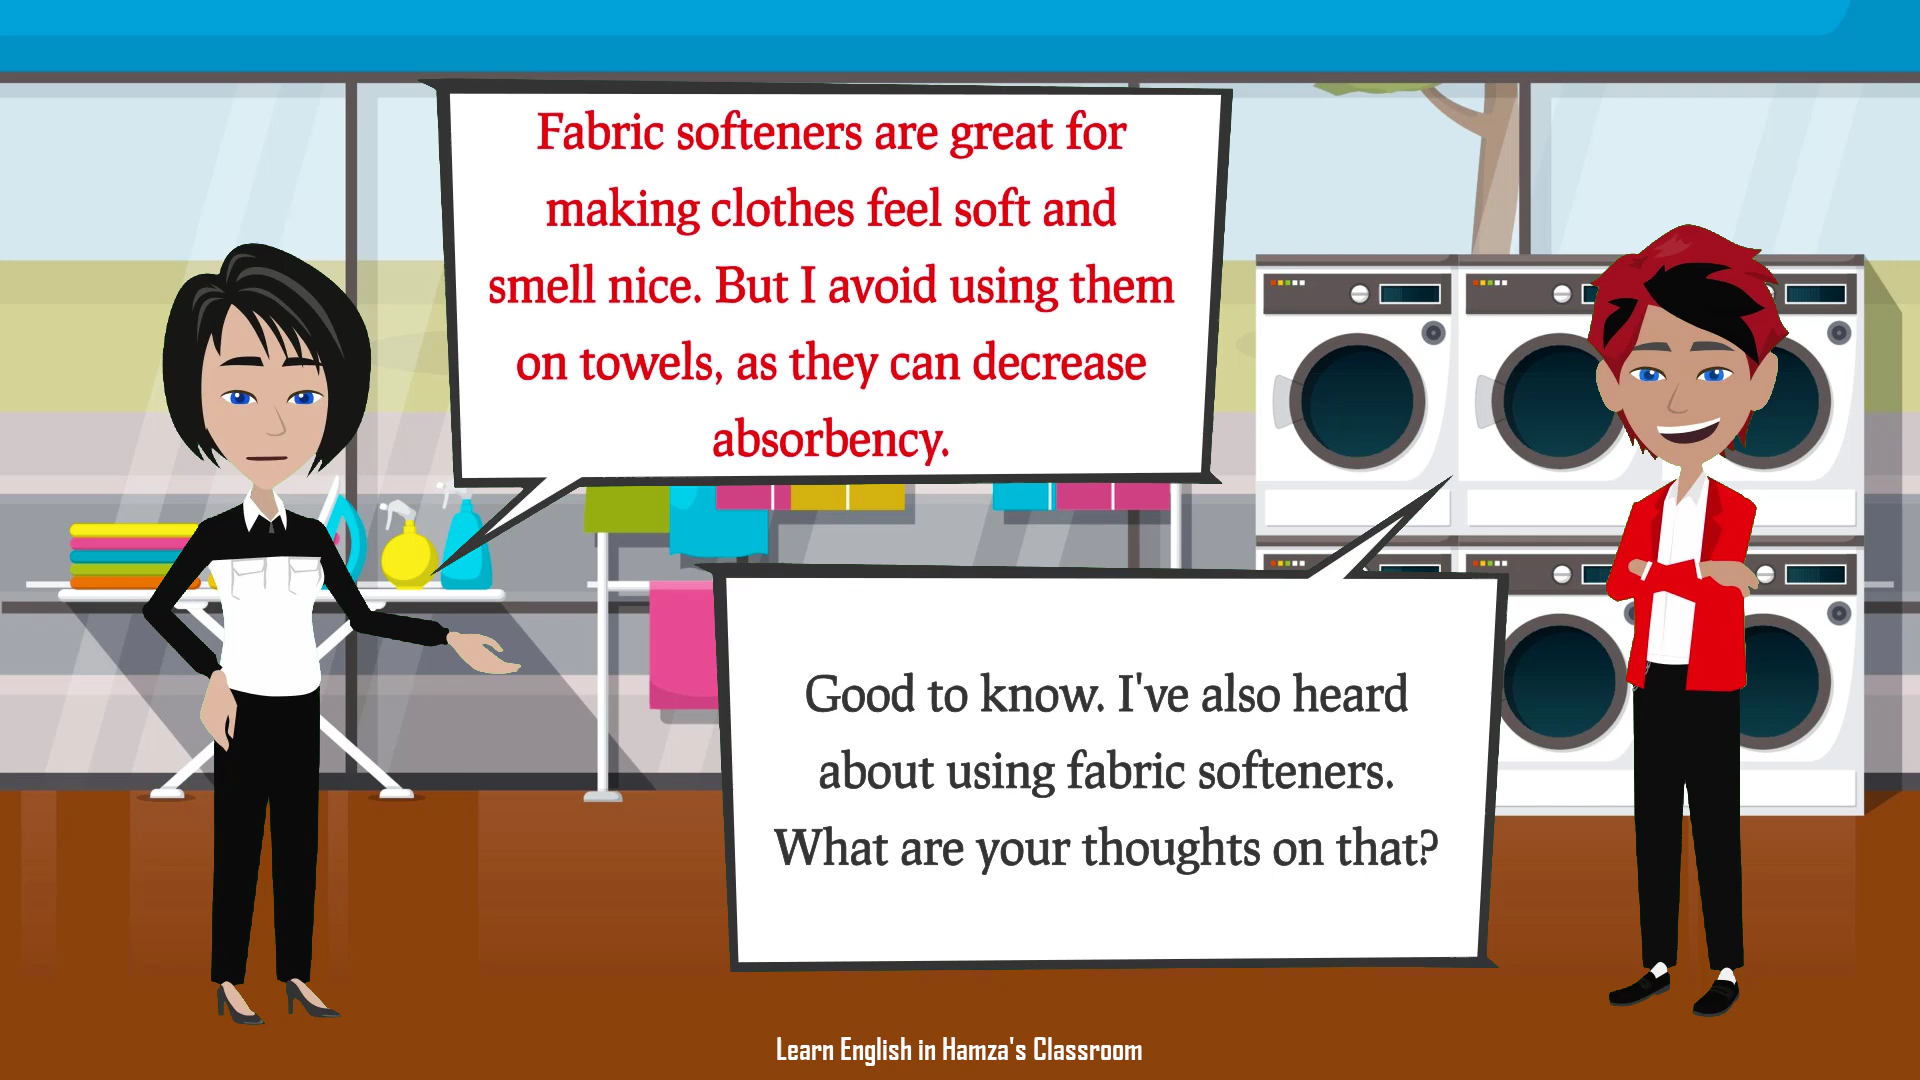 Fabric softeners are great for
making clothes feel soft and
smell nice. But I avoid using them
on towels, as they can decrease
absorbency.
Good to know. I've also heard
about using fabric softeners.
What are your thoughts on that?
Learn English in Hamza's Classroom